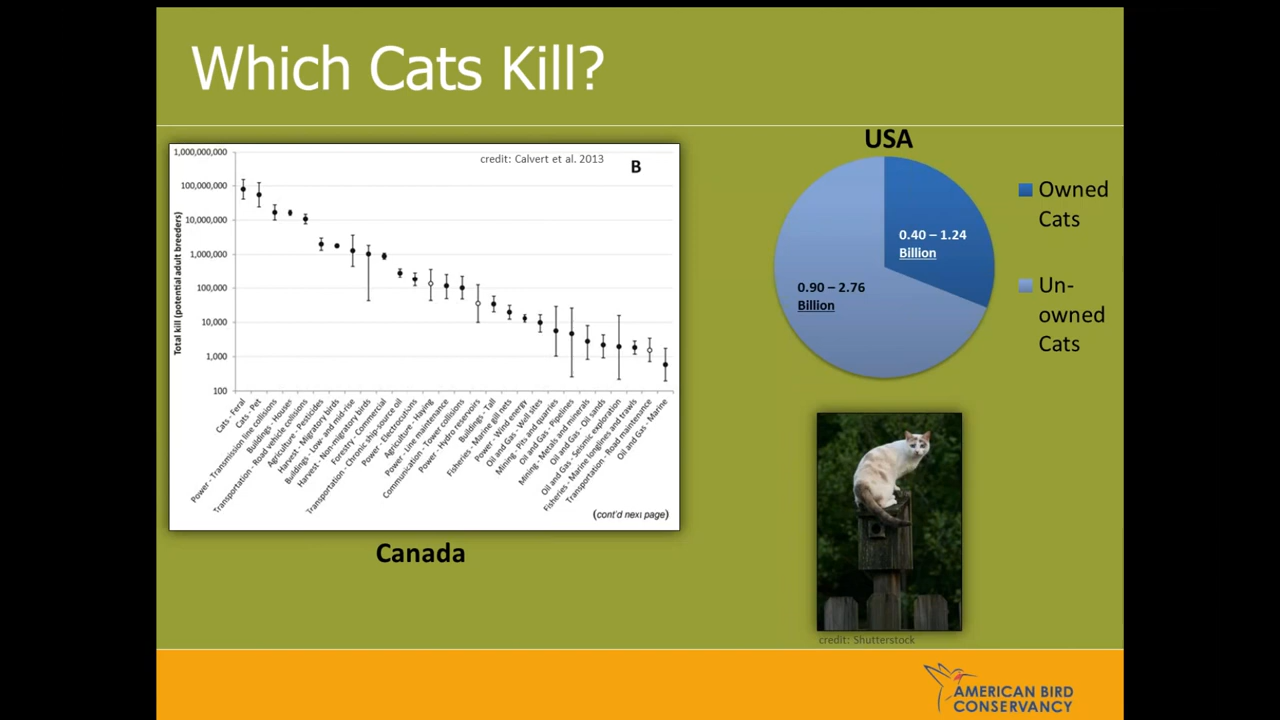 Which Cats Kill?
credit: Calvert et al. 2013
B
Total kill (potential adult breeders)
1,000,000,000
100,000,000
10,000,000
1,000,000
100,000
10,000
1,000
100
Cats - Feral
Cats - Pet
Power - Transmission line collisions
Buildings - Houses
Transportation - Road vehicle collisions
Agriculture - Pesticides
Harvest - Migratory birds
Buildings - Low- and mid-rise
Harvest - Non-migratory birds
Forestry - Commercial
Transportation - Chronic ship-source oil
Power - Electrocutions
Agriculture - Haying
Power - Line maintenance
Communication - Tower collisions
Power - Hydro reservoirs
Buildings - Tall
Fisheries - Marine gill nets
Power - Wind energy
Oil and Gas - Well sites
Mining - Pits and quarries
Oil and Gas - Pipelines
Mining - Metals and minerals
Oil and Gas - Oil sands
Oil and Gas - Seismic exploration
Fisheries - Marine longlines and trawls
Transportation - Road maintenance
Oil and Gas - Marine
(cont'd next page)
Canada
USA
0.40 – 1.24
Billion
0.90 – 2.76
Billion
Owned
Cats
Un-
owned
Cats
credit: Shutterstock
AMERICAN BIRD
CONSERVANCY